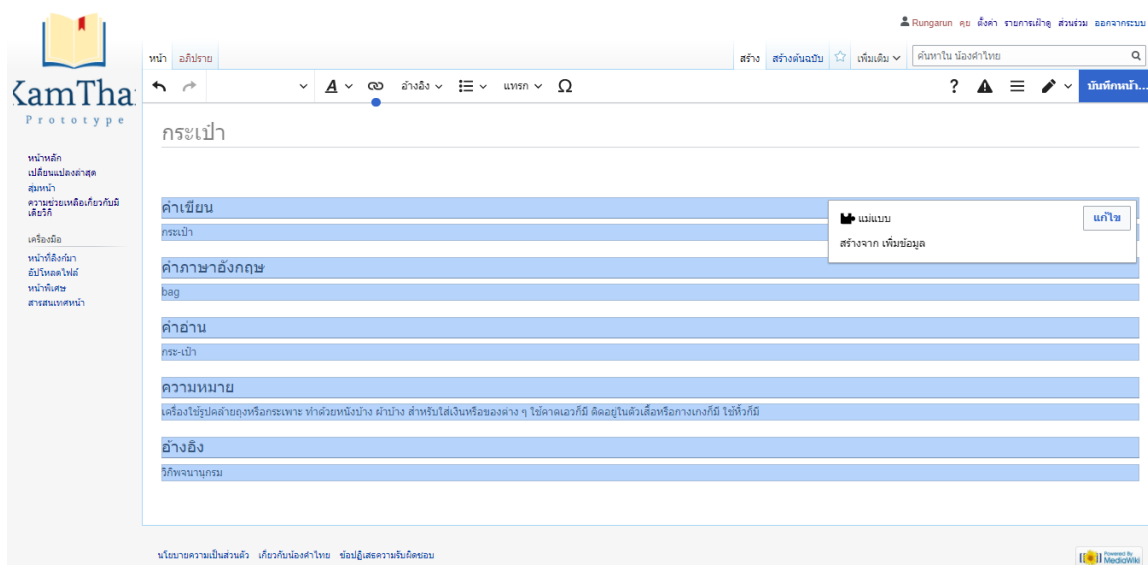 Rungarun คุย ตั้งค่า รายการเฝ้าดู ส่วนร่วม ออกจากระบบ
หน้า อภิปราย สร้าง สร้างต้นฉบับ เพิ่มเติม ค้นหาใน น้องคำไทย
KamTha
Prototype
อ้างอิง แทรก Ω ? บันทึกหน้า...
หน้าหลัก
เปลี่ยนแปลงล่าสุด
สุ่มหน้า
ความช่วยเหลือเกี่ยวกับมี
เดียวิกิ
เครื่องมือ
หน้าที่ลิงก์มา
อัปโหลดไฟล์
หน้าพิเศษ
สารสนเทศหน้า
กระเป๋า
คำเขียน
กระเป๋า
แม่แบบ แก้ไข
สร้างจาก เพิ่มข้อมูล
คำภาษาอังกฤษ
bag
คำอ่าน
กระ-เป๋า
ความหมาย
เครื่องใช้รูปคล้ายถุงหรือกระเพาะ ทำด้วยหนังบ้าง ผ้าบ้าง สำหรับใส่เงินหรือของต่าง ๆ ใช้คาดเอวก็มี ติดอยู่ในตัวเสื้อหรือกางเกงก็มี ใช้หิ้วก็มี
อ้างอิง
วิกิพจนานุกรม
นโยบายความเป็นส่วนตัว เกี่ยวกับน้องคำไทย ข้อปฏิเสธความรับผิดชอบ
Powered By
MediaWiki